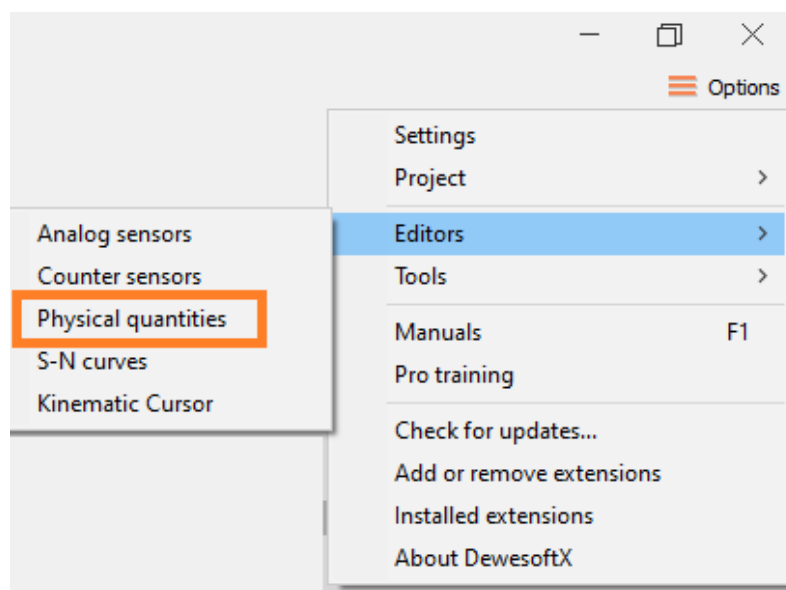 Options
Settings
Project
Editors
Tools
Manuals F1
Pro training
Check for updates...
Add or remove extensions
Installed extensions
About DewesoftX
Analog sensors
Counter sensors
Physical quantities
S-N curves
Kinematic Cursor